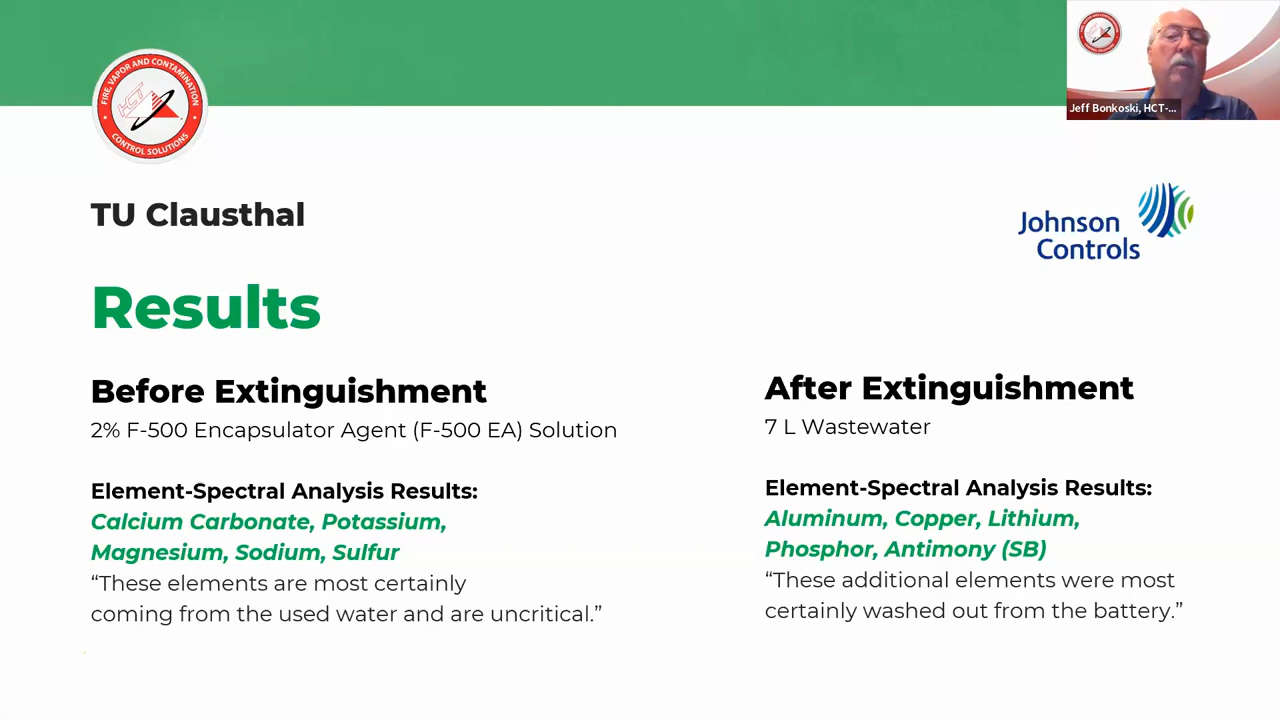 FIRE, VAPOR AND CONTAMINATION
HCT
CONTROL SOLUTIONS
Jeff Bonkoski, HCT-...
TU Clausthal
Johnson
Controls
Results
Before Extinguishment
2% F-500 Encapsulator Agent (F-500 EA) Solution
Element-Spectral Analysis Results:
Calcium Carbonate, Potassium,
Magnesium, Sodium, Sulfur
“These elements are most certainly
coming from the used water and are uncritical.”
After Extinguishment
7 L Wastewater
Element-Spectral Analysis Results:
Aluminum, Copper, Lithium,
Phosphor, Antimony (SB)
“These additional elements were most
certainly washed out from the battery.”